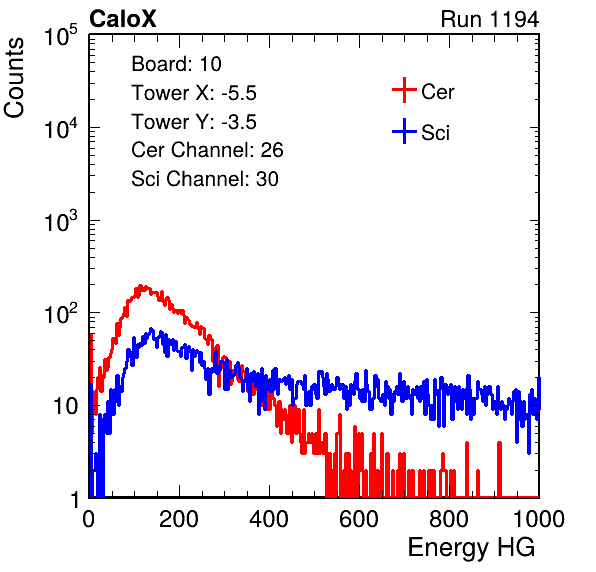 CaloX Run 1194
Counts
10^5
10^4
10^3
10^2
10
1
Board: 10
Tower X: -5.5
Tower Y: -3.5
Cer Channel: 26
Sci Channel: 30
Cer
Sci
0 200 400 600 800 1000
Energy HG